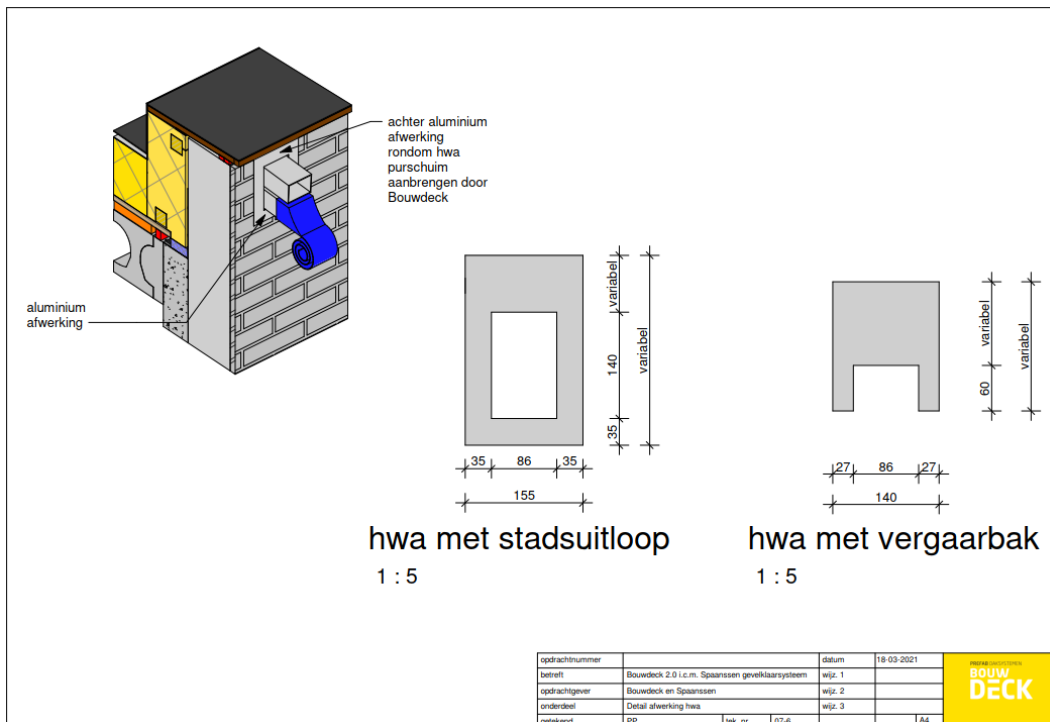 achter aluminium
afwerking
rondom hwa
purschuim
aanbrengen door
Bouwdeck
aluminium
afwerking
variabel
140
35
variabel
35 86 35
155
hwa met stadsuitloop
1 : 5
variabel
60
variabel
27 86 27
140
hwa met vergaarbak
1 : 5
opdrachtnummer datum 18-03-2021
betreft Bouwdeck 2.0 i.c.m. Spaanssen gevelklaarsysteem wijz. 1
opdrachtgever Bouwdeck en Spaanssen wijz. 2
onderdeel Detail afwerking hwa wijz. 3
getekend PP tek. nr. 07-6 A4
PREFAB DAKSYSTEMEN
BOUW
DECK